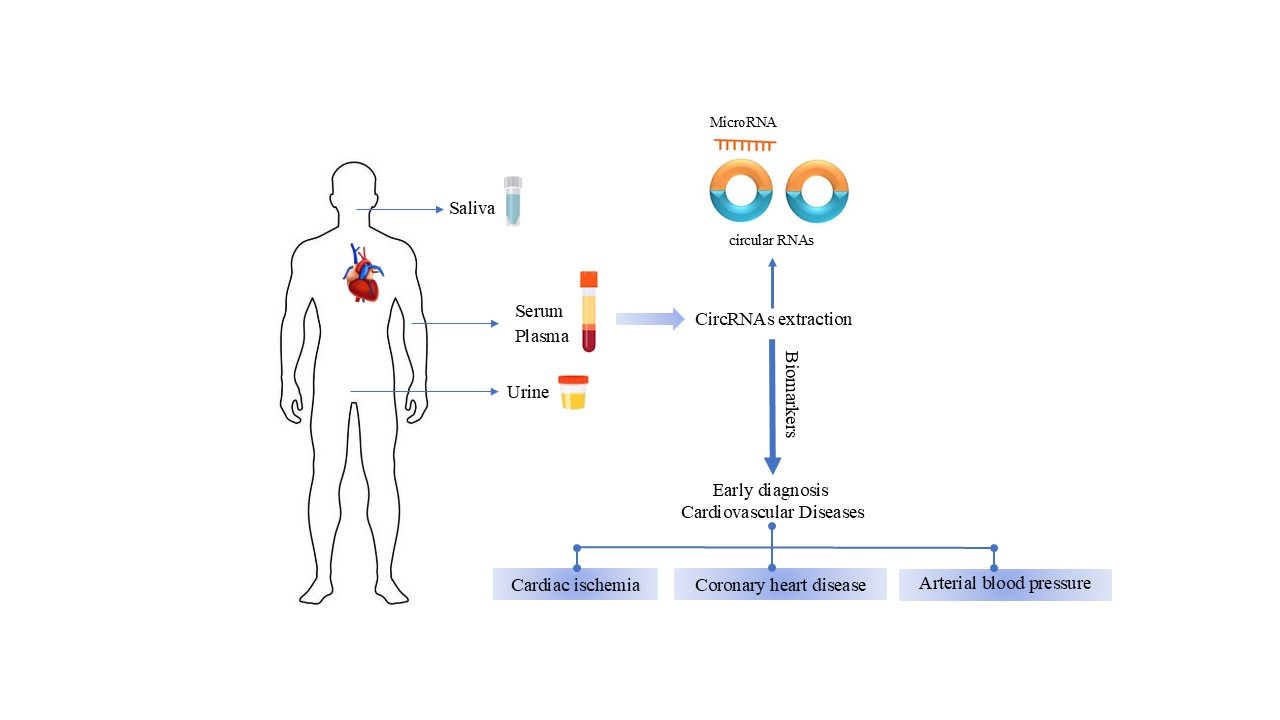 MicroRNA
circular RNAs
Saliva
Serum
Plasma
Urine
CircRNAs extraction
Biomarkers
Early diagnosis
Cardiovascular Diseases
Cardiac ischemia
Coronary heart disease
Arterial blood pressure